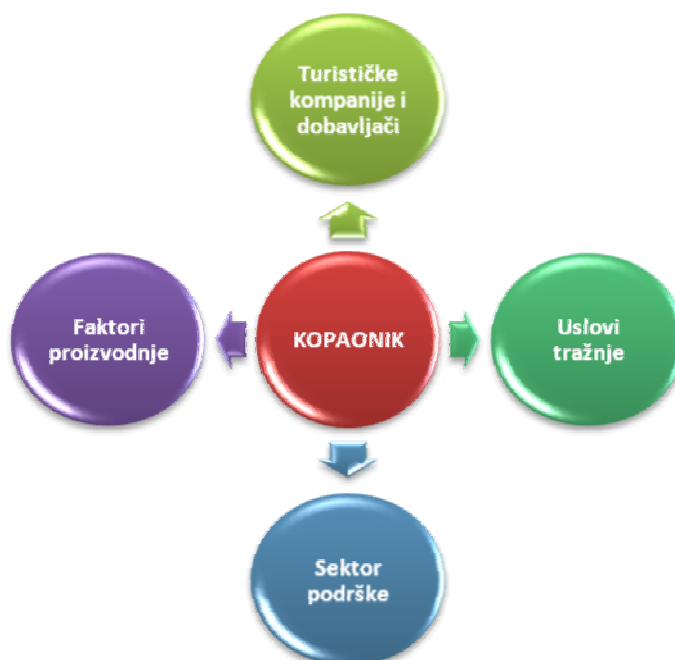 Turističke
kompanije i
dobavljači
Faktori
proizvodnje
KOPAONIK
Uslovi
tražnje
Sektor
podrške